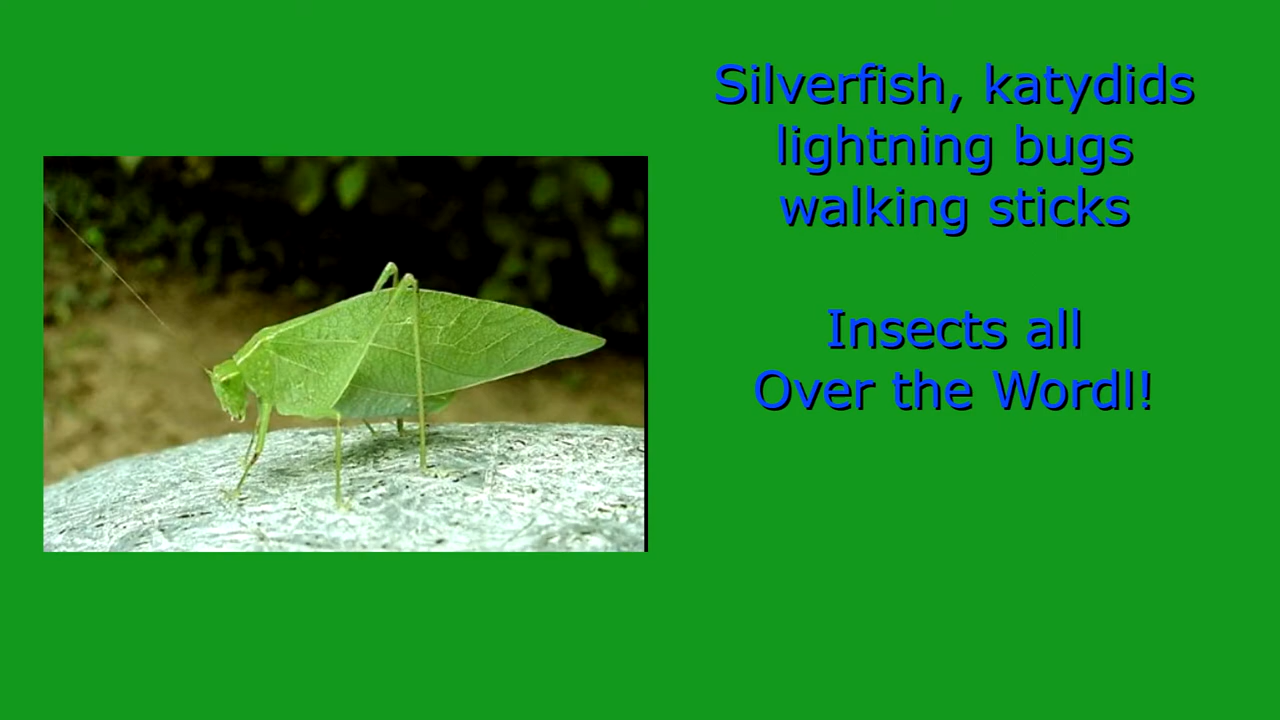 Silverfish, katydids
lightning bugs
walking sticks
Insects all
Over the Wordl!